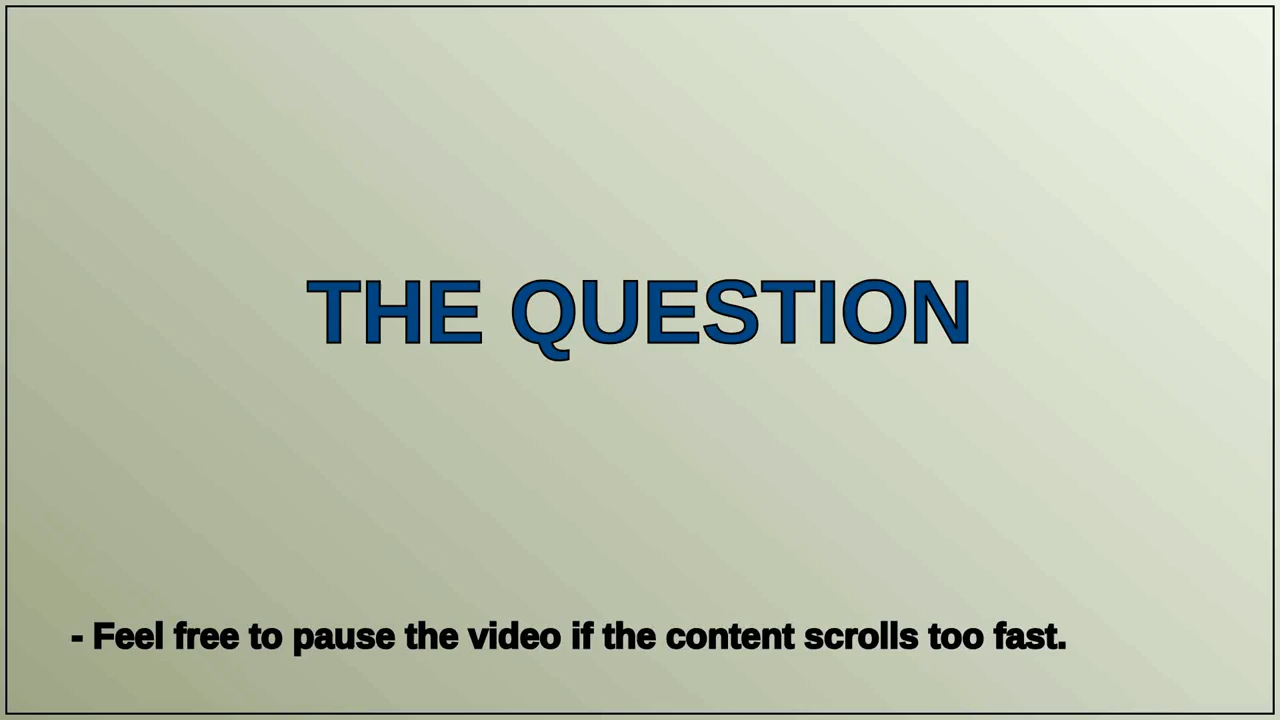 THE QUESTION
- Feel free to pause the video if the content scrolls too fast.